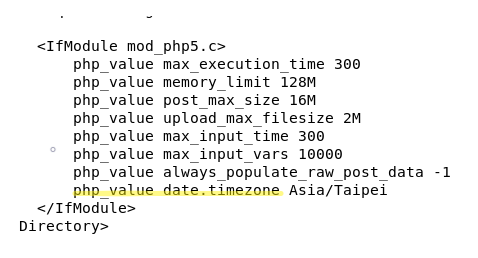 <IfModule mod_php5.c>
php_value max_execution_time 300
php_value memory_limit 128M
php_value post_max_size 16M
php_value upload_max_filesize 2M
php_value max_input_time 300
php_value max_input_vars 10000
php_value always_populate_raw_post_data -1
php_value date.timezone Asia/Taipei
</IfModule>
Directory>